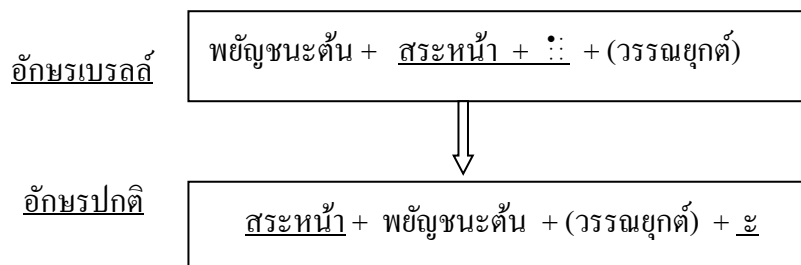 พยัญชนะต้น + สระหน้า + ⠁ + (วรรณยุกต์)
อักษรเบรลล์
อักษรปกติ
สระหน้า + พยัญชนะต้น + (วรรณยุกต์) + ะ